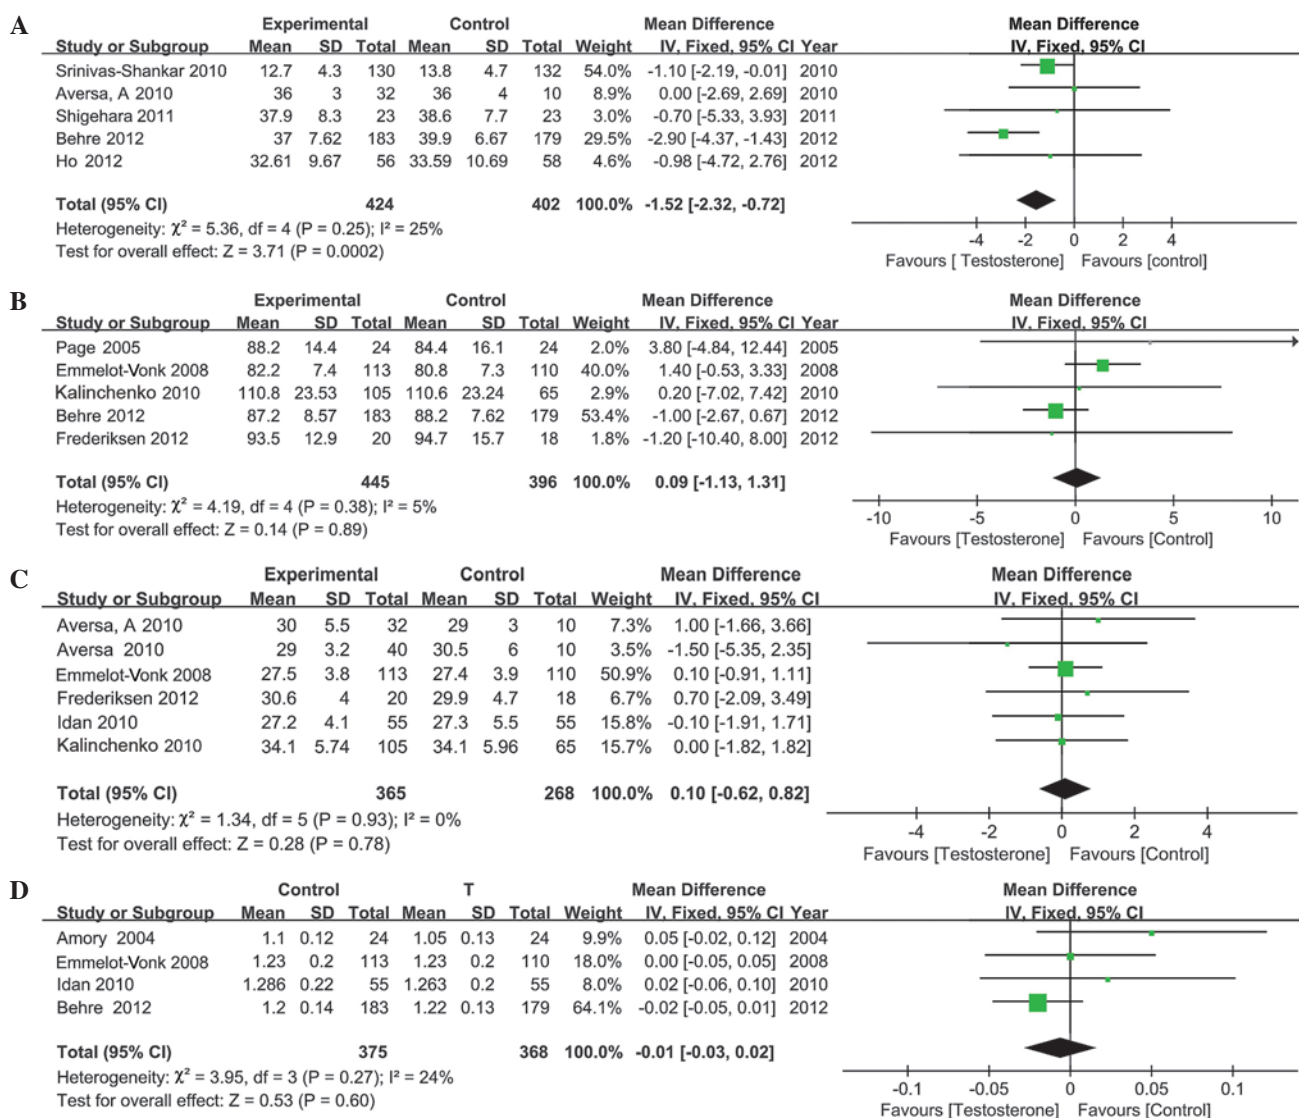 A
Experimental Control Mean Difference Mean Difference
Study or Subgroup Mean SD Total Mean SD Total Weight IV, Fixed, 95% CI Year IV, Fixed, 95% CI
Srinivas-Shankar 2010 12.7 4.3 130 13.8 4.7 132 54.0% -1.10 [-2.19, -0.01] 2010
Aversa, A 2010 36 3 32 36 4 10 8.9% 0.00 [-2.69, 2.69] 2010
Shigehara 2011 37.9 8.3 23 38.6 7.7 23 3.0% -0.70 [-5.33, 3.93] 2011
Behre 2012 37 7.62 183 39.9 6.67 179 29.5% -2.90 [-4.37, -1.43] 2012
Ho 2012 32.61 9.67 56 33.59 10.69 58 4.6% -0.98 [-4.72, 2.76] 2012
Total (95% CI) 424 402 100.0% -1.52 [-2.32, -0.72]
Heterogeneity: χ² = 5.36, df = 4 (P = 0.25); I² = 25%
Test for overall effect: Z = 3.71 (P = 0.0002)
-4 -2 0 2 4
Favours [ Testosterone] Favours [control]
B
Experimental Control Mean Difference Mean Difference
Study or Subgroup Mean SD Total Mean SD Total Weight IV, Fixed, 95% CI Year IV, Fixed, 95% CI
Page 2005 88.2 14.4 24 84.4 16.1 24 2.0% 3.80 [-4.84, 12.44] 2005
Emmelot-Vonk 2008 82.2 7.4 113 80.8 7.3 110 40.0% 1.40 [-0.53, 3.33] 2008
Kalinchenko 2010 110.8 23.53 105 110.6 23.24 65 2.9% 0.20 [-7.02, 7.42] 2010
Behre 2012 87.2 8.57 183 88.2 7.62 179 53.4% -1.00 [-2.67, 0.67] 2012
Frederiksen 2012 93.5 12.9 20 94.7 15.7 18 1.8% -1.20 [-10.40, 8.00] 2012
Total (95% CI) 445 396 100.0% 0.09 [-1.13, 1.31]
Heterogeneity: χ² = 4.19, df = 4 (P = 0.38); I² = 5%
Test for overall effect: Z = 0.14 (P = 0.89)
-10 -5 0 5 10
Favours [Testosterone] Favours [Control]
C
Experimental Control Mean Difference Mean Difference
Study or Subgroup Mean SD Total Mean SD Total Weight IV, Fixed, 95% CI IV, Fixed, 95% CI
Aversa, A 2010 30 5.5 32 29 3 10 7.3% 1.00 [-1.66, 3.66]
Aversa 2010 29 3.2 40 30.5 6 10 3.5% -1.50 [-5.35, 2.35]
Emmelot-Vonk 2008 27.5 3.8 113 27.4 3.9 110 50.9% 0.10 [-0.91, 1.11]
Frederiksen 2012 30.6 4 20 29.9 4.7 18 6.7% 0.70 [-2.09, 3.49]
Idan 2010 27.2 4.1 55 27.3 5.5 55 15.8% -0.10 [-1.91, 1.71]
Kalinchenko 2010 34.1 5.74 105 34.1 5.96 65 15.7% 0.00 [-1.82, 1.82]
Total (95% CI) 365 268 100.0% 0.10 [-0.62, 0.82]
Heterogeneity: χ² = 1.34, df = 5 (P = 0.93); I² = 0%
Test for overall effect: Z = 0.28 (P = 0.78)
-4 -2 0 2 4
Favours [Testosterone] Favours [Control]
D
Control T Mean Difference Mean Difference
Study or Subgroup Mean SD Total Mean SD Total Weight IV, Fixed, 95% CI Year IV, Fixed, 95% CI
Amory 2004 1.1 0.12 24 1.05 0.13 24 9.9% 0.05 [-0.02, 0.12] 2004
Emmelot-Vonk 2008 1.23 0.2 113 1.23 0.2 110 18.0% 0.00 [-0.05, 0.05] 2008
Idan 2010 1.286 0.22 55 1.263 0.2 55 8.0% 0.02 [-0.06, 0.10] 2010
Behre 2012 1.2 0.14 183 1.22 0.13 179 64.1% -0.02 [-0.05, 0.01] 2012
Total (95% CI) 375 368 100.0% -0.01 [-0.03, 0.02]
Heterogeneity: χ² = 3.95, df = 3 (P = 0.27); I² = 24%
Test for overall effect: Z = 0.53 (P = 0.60)
-0.1 -0.05 0 0.05 0.1
Favours [Testosterone] Favours [Control]